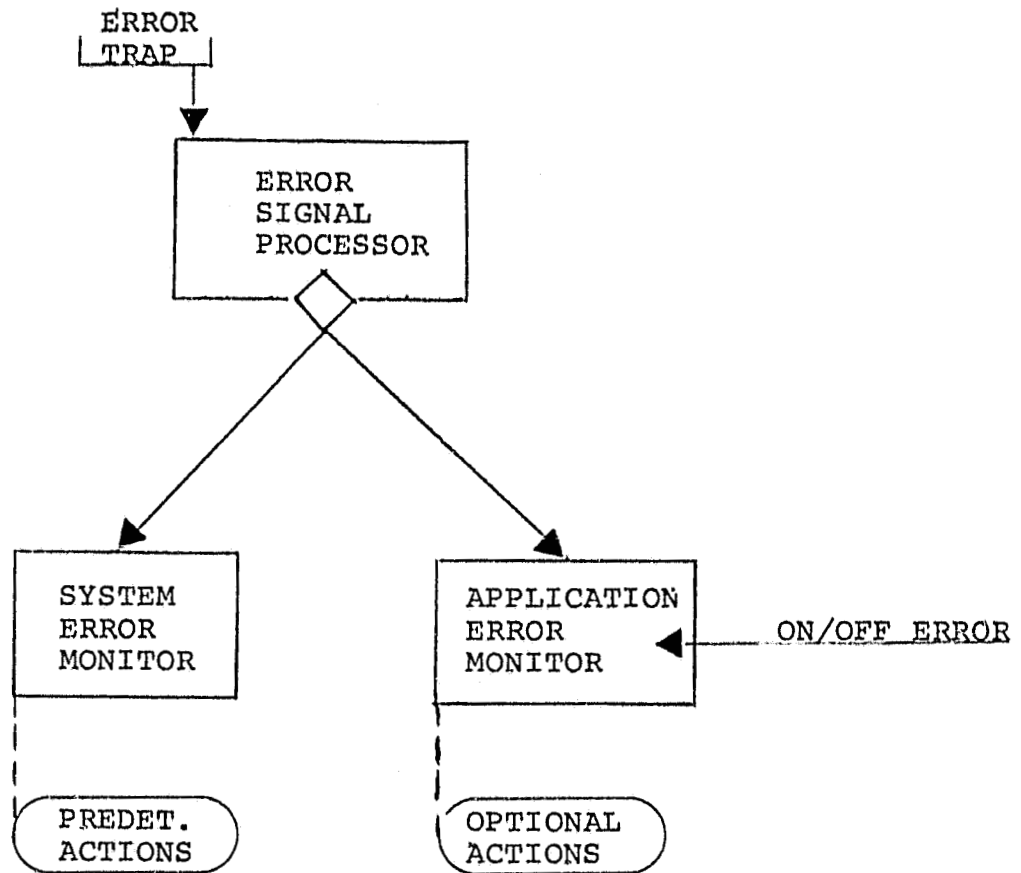 ERROR
TRAP
ERROR
SIGNAL
PROCESSOR
SYSTEM
ERROR
MONITOR
APPLICATION
ERROR
MONITOR
ON/OFF ERROR
PREDET.
ACTIONS
OPTIONAL
ACTIONS